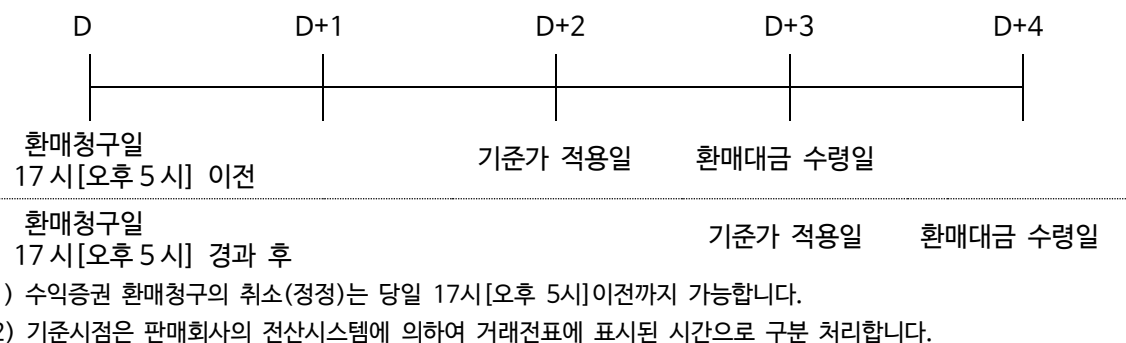 D D+1 D+2 D+3 D+4
환매청구일
17시[오후 5시] 이전
기준가 적용일 환매대금 수령일
환매청구일
17시[오후 5시] 경과 후
기준가 적용일 환매대금 수령일
) 수익증권 환매청구의 취소(정정)는 당일 17시[오후 5시]이전까지 가능합니다.
2) 기준시점은 판매회사의 전산시스템에 의하여 거래전표에 표시된 시간으로 구분 처리합니다.